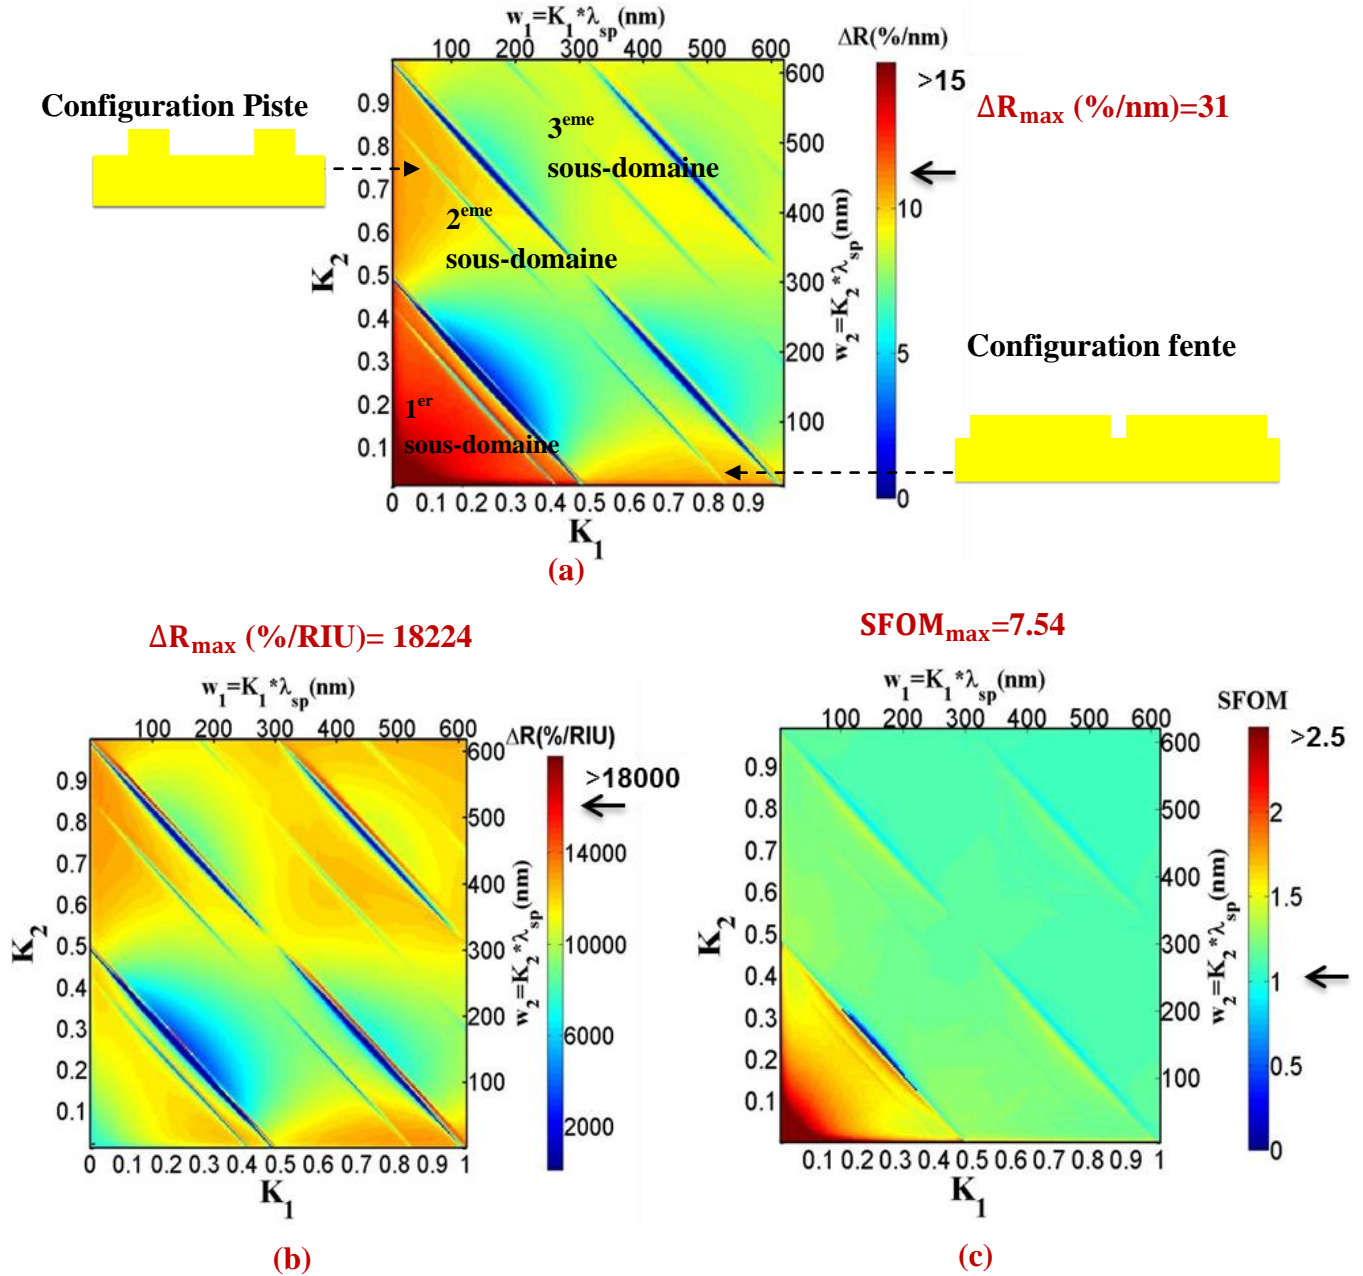 w1=K1*λsp(nm)
100 200 300 400 500 600
ΔR(%/nm)
>15
ΔRmax (%/nm)=31
Configuration Piste
3eme
sous-domaine
2eme
sous-domaine
1er
sous-domaine
K2
0.9
0.8
0.7
0.6
0.5
0.4
0.3
0.2
0.1
600
500
400
300
200
100
w2=K2*λsp(nm)
10
5
0
Configuration fente
0 0.1 0.2 0.3 0.4 0.5 0.6 0.7 0.8 0.9
K1
(a)
ΔRmax (%/RIU)= 18224
w1=K1*λsp(nm)
100 200 300 400 500 600
ΔR(%/RIU)
>18000
14000
10000
6000
2000
K2
0.9
0.8
0.7
0.6
0.5
0.4
0.3
0.2
0.1
600
500
400
300
200
100
w2=K2*λsp(nm)
0 0.1 0.2 0.3 0.4 0.5 0.6 0.7 0.8 0.9 1
K1
(b)
SFOMmax=7.54
w1=K1*λsp(nm)
100 200 300 400 500 600
SFOM
>2.5
2
1.5
1
0.5
0
K2
0.9
0.8
0.7
0.6
0.5
0.4
0.3
0.2
0.1
600
500
400
300
200
100
w2=K2*λsp(nm)
0.1 0.2 0.3 0.4 0.5 0.6 0.7 0.8 0.9 1
K1
(c)